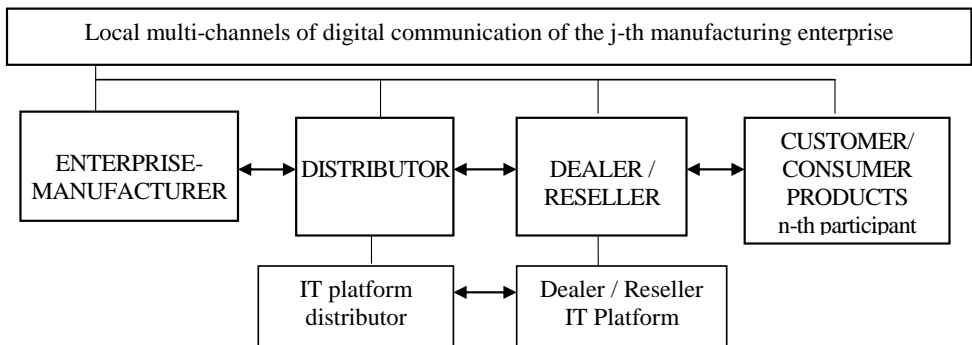 Local multi-channels of digital communication of the j-th manufacturing enterprise
ENTERPRISE-
MANUFACTURER
DISTRIBUTOR
DEALER /
RESELLER
CUSTOMER/
CONSUMER
PRODUCTS
n-th participant
IT platform
distributor
Dealer / Reseller
IT Platform